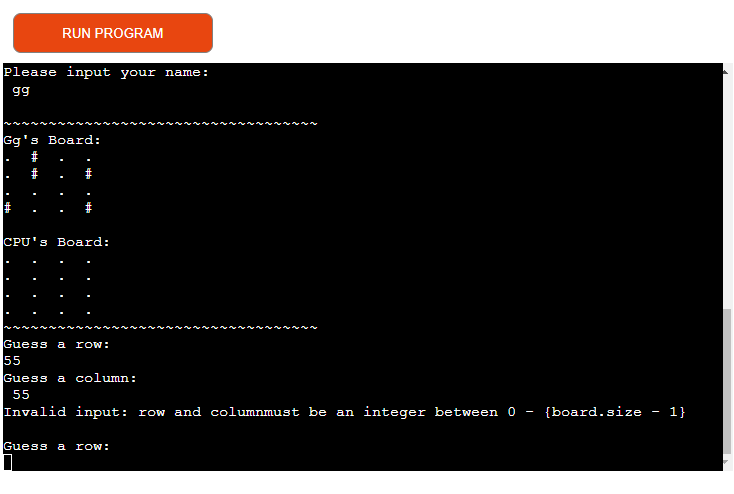 RUN PROGRAM
Please input your name:
gg
~~~~~~~~~~~~~~~~~~~~~~~~~~~~~~~~~~~
Gg's Board:
. # . .
. # . #
. . . .
# . . #
CPU's Board:
. . . .
. . . .
. . . .
. . . .
~~~~~~~~~~~~~~~~~~~~~~~~~~~~~~~~~~~
Guess a row:
55
Guess a column:
55
Invalid input: row and columnmust be an integer between 0 - {board.size - 1}
Guess a row: